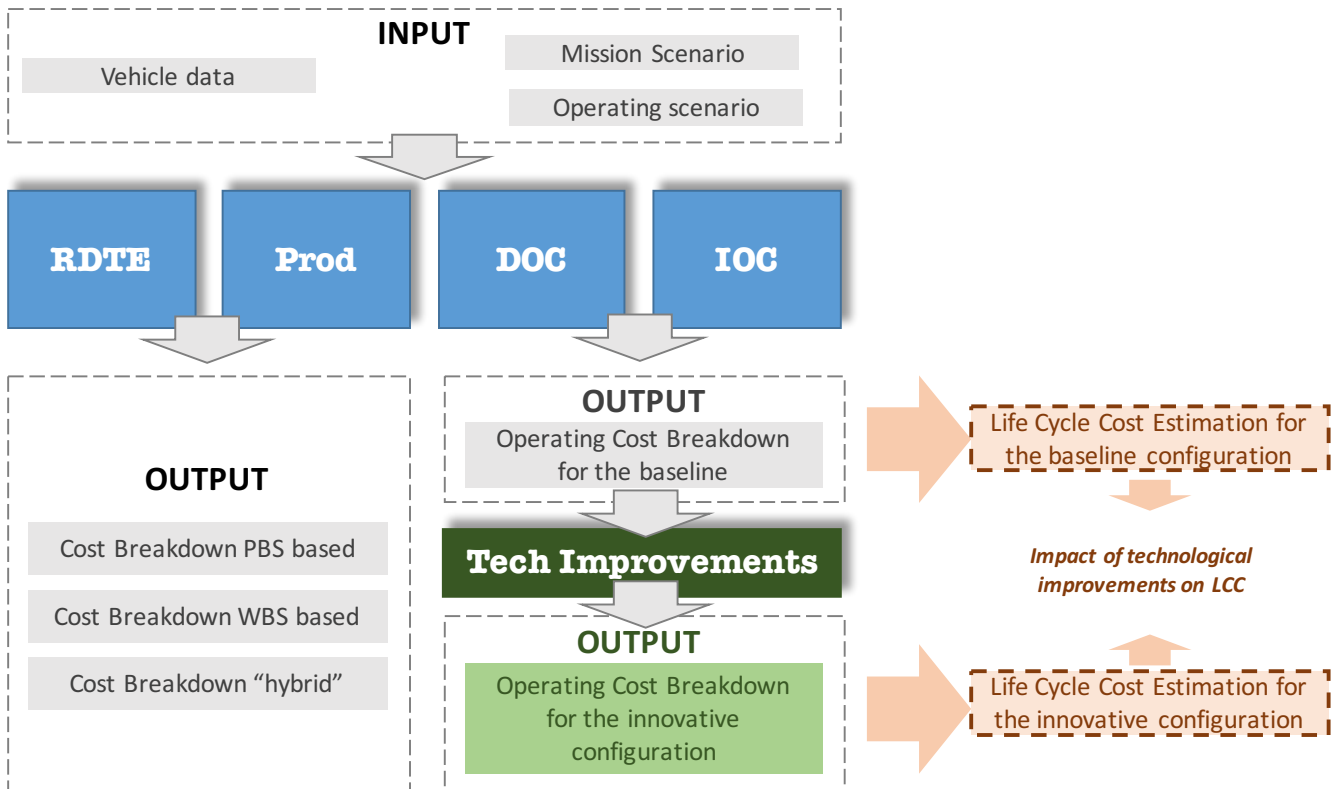 INPUT
Vehicle data
Mission Scenario
Operating scenario
RDTE
Prod
DOC
IOC
OUTPUT
Cost Breakdown PBS based
Cost Breakdown WBS based
Cost Breakdown “hybrid”
OUTPUT
Operating Cost Breakdown
for the baseline
Tech Improvements
OUTPUT
Operating Cost Breakdown
for the innovative
configuration
Life Cycle Cost Estimation for
the baseline configuration
Impact of technological
improvements on LCC
Life Cycle Cost Estimation for
the innovative configuration